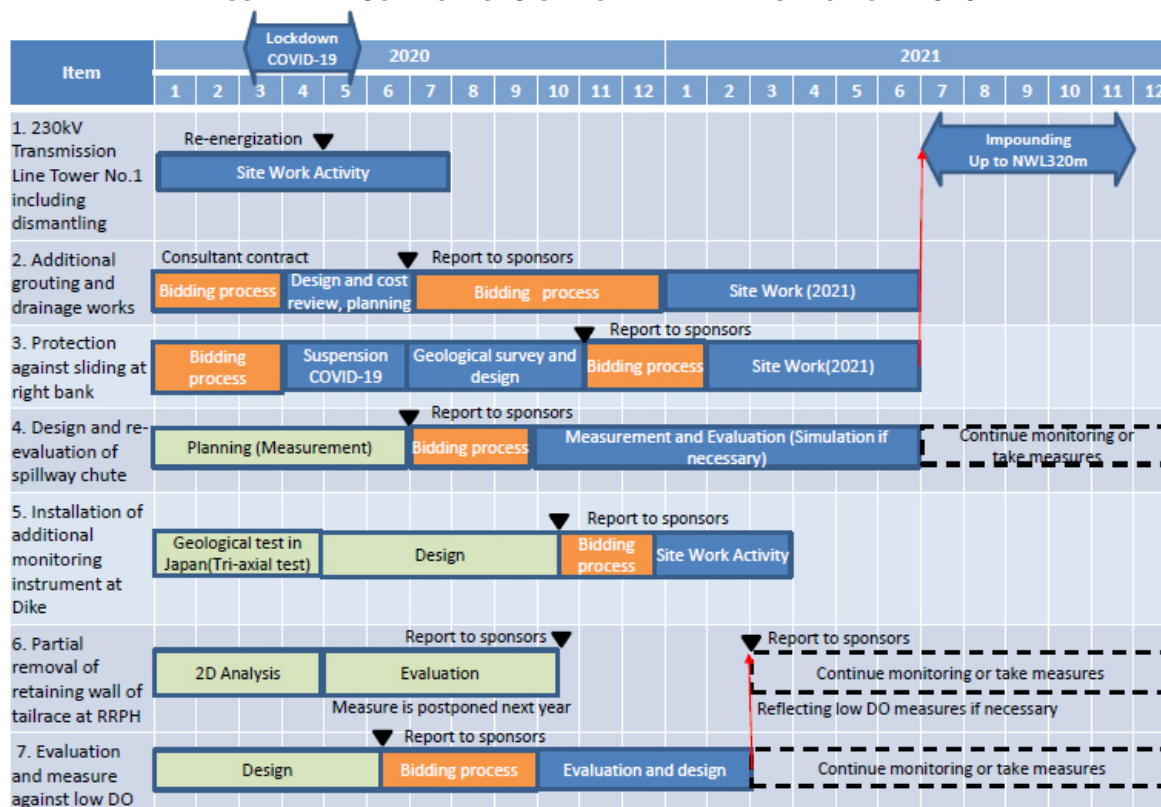 Lockdown
COVID-19
Item
2020
2021
1 2 3 4 5 6 7 8 9 10 11 12 1 2 3 4 5 6 7 8 9 10 11 12
1. 230kV
Transmission
Line Tower No.1
including
dismantling
Re-energization
Site Work Activity
Impounding
Up to NWL320m
2. Additional
grouting and
drainage works
Consultant contract
Report to sponsors
Bidding process
Design and cost
review, planning
Bidding process
Site Work (2021)
3. Protection
against sliding at
right bank
Report to sponsors
Bidding
process
Suspension
COVID-19
Geological survey and
design
Bidding process
Site Work(2021)
4. Design and re-
evaluation of
spillway chute
Report to sponsors
Planning (Measurement)
Bidding process
Measurement and Evaluation (Simulation if
necessary)
Continue monitoring or
take measures
5. Installation of
additional
monitoring
instrument at
Dike
Report to sponsors
Geological test in
Japan(Tri-axial test)
Design
Bidding
process
Site Work Activity
6. Partial
removal of
retaining wall of
tailrace at RRPH
Report to sponsors
Report to sponsors
2D Analysis
Evaluation
Continue monitoring or take measures
Measure is postponed next year
Reflecting low DO measures if necessary
7. Evaluation
and measure
against low DO
Report to sponsors
Design
Bidding process
Evaluation and design
Continue monitoring or take measures